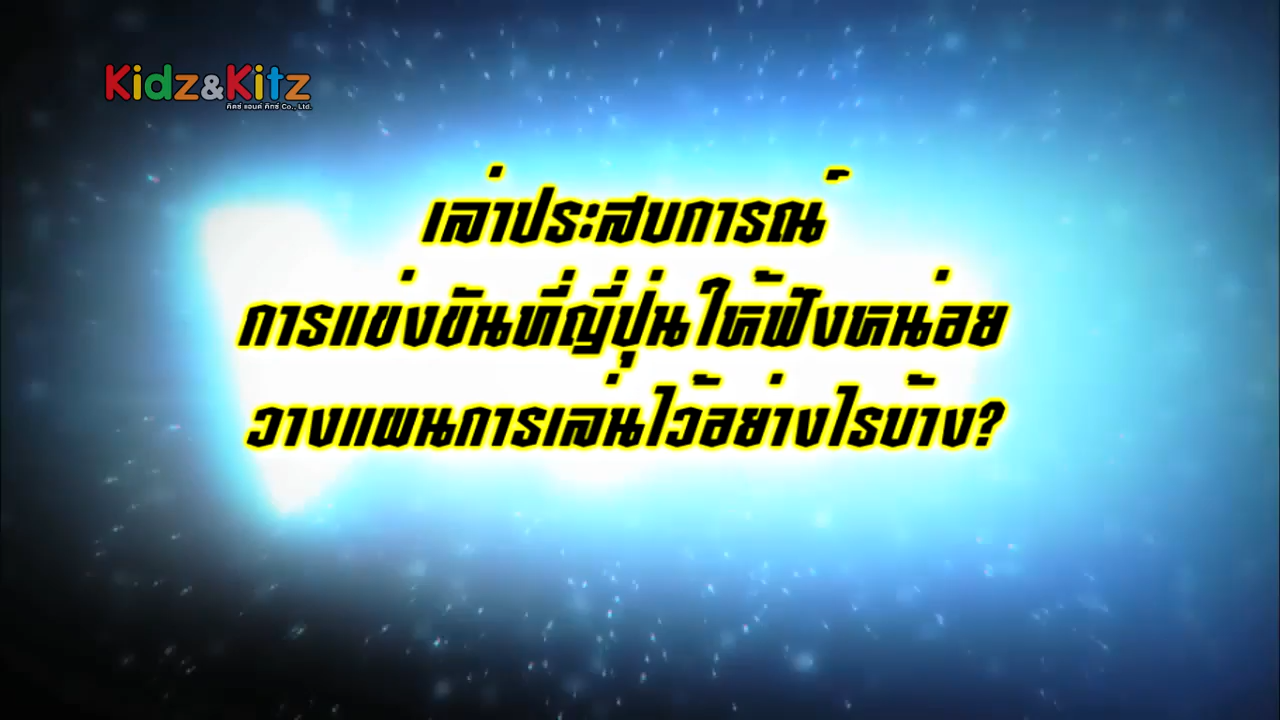 Kidz&Kitz
คิดซ์ แอนด์ คิทซ์ Co., Ltd.
เล่าประสบการณ์
การแข่งขันที่ญี่ปุ่นให้ฟังหน่อย
วางแผนการเล่นไว้อย่างไรบ้าง?